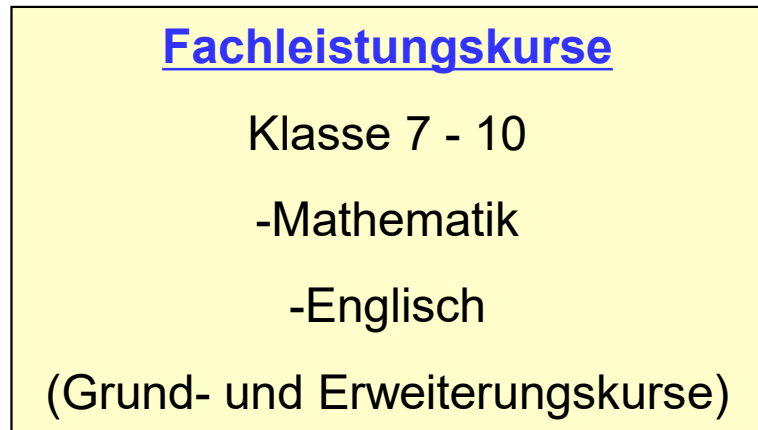 Fachleistungskurse
Klasse 7 - 10
-Mathematik
-Englisch
(Grund- und Erweiterungskurse)